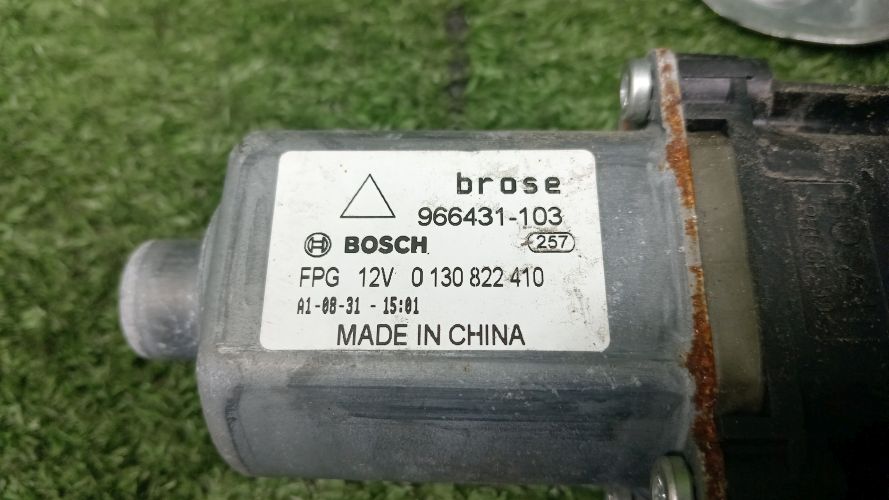 brose
966431-103
BOSCH 257
FPG 12V 0 130 822 410
A1-08-31 - 15:01
MADE IN CHINA